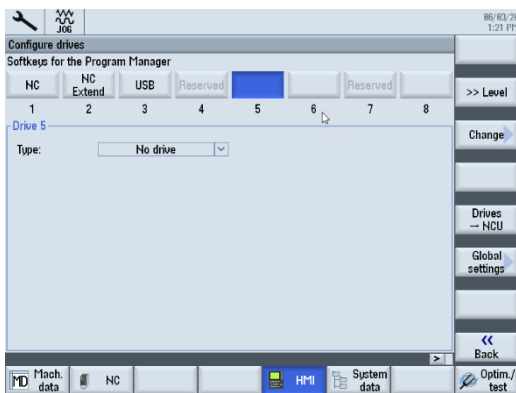 JOG
06/03/20
1:21 PM
Configure drives
Softkeys for the Program Manager
NC
NC
Extend
USB
Reserved
Reserved
1 2 3 4 5 6 7 8
Drive 5
Type: No drive
>> Level
Change
Drives
→ NCU
Global
settings
<<
Back
>
MD Mach.
data
NC
HMI
System
data
Optim./
test